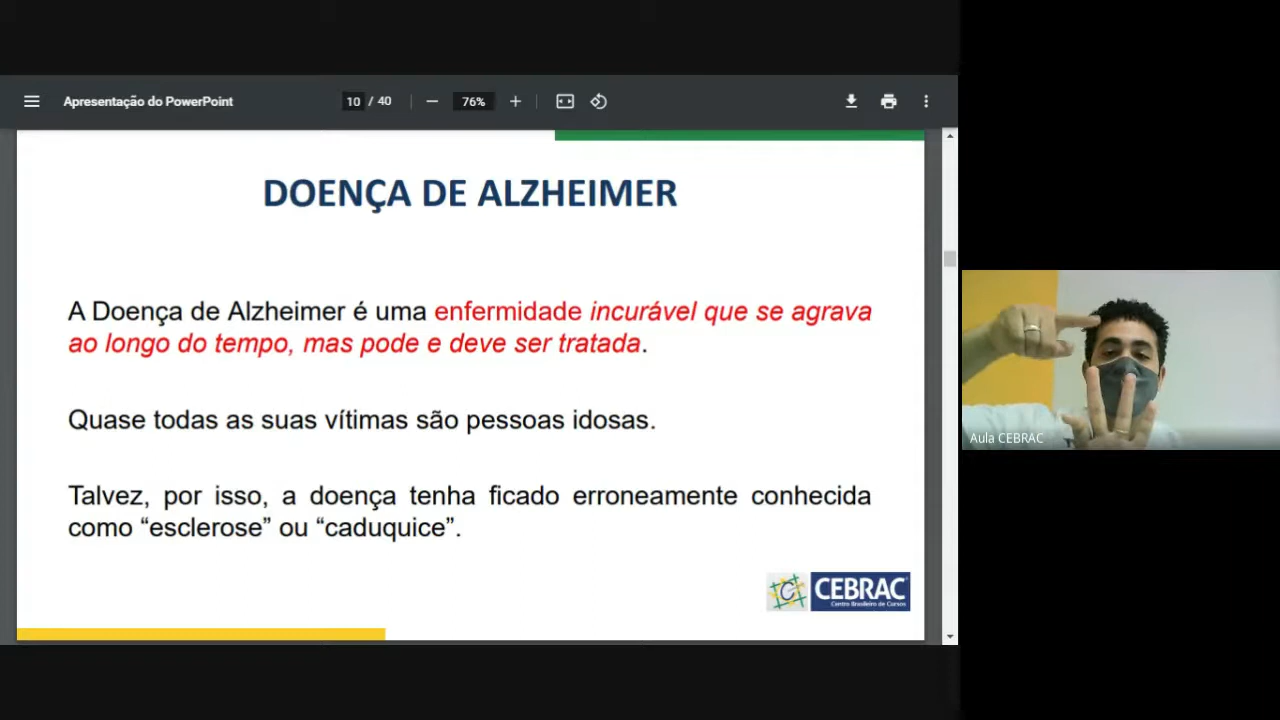 Apresentação do PowerPoint
10 / 40
76%
DOENÇA DE ALZHEIMER
A Doença de Alzheimer é uma enfermidade incurável que se agrava
ao longo do tempo, mas pode e deve ser tratada.
Quase todas as suas vítimas são pessoas idosas.
Talvez, por isso, a doença tenha ficado erroneamente conhecida
como “esclerose” ou “caduquice”.
C CEBRAC
Centro Brasileiro de Cursos
Aula CEBRAC